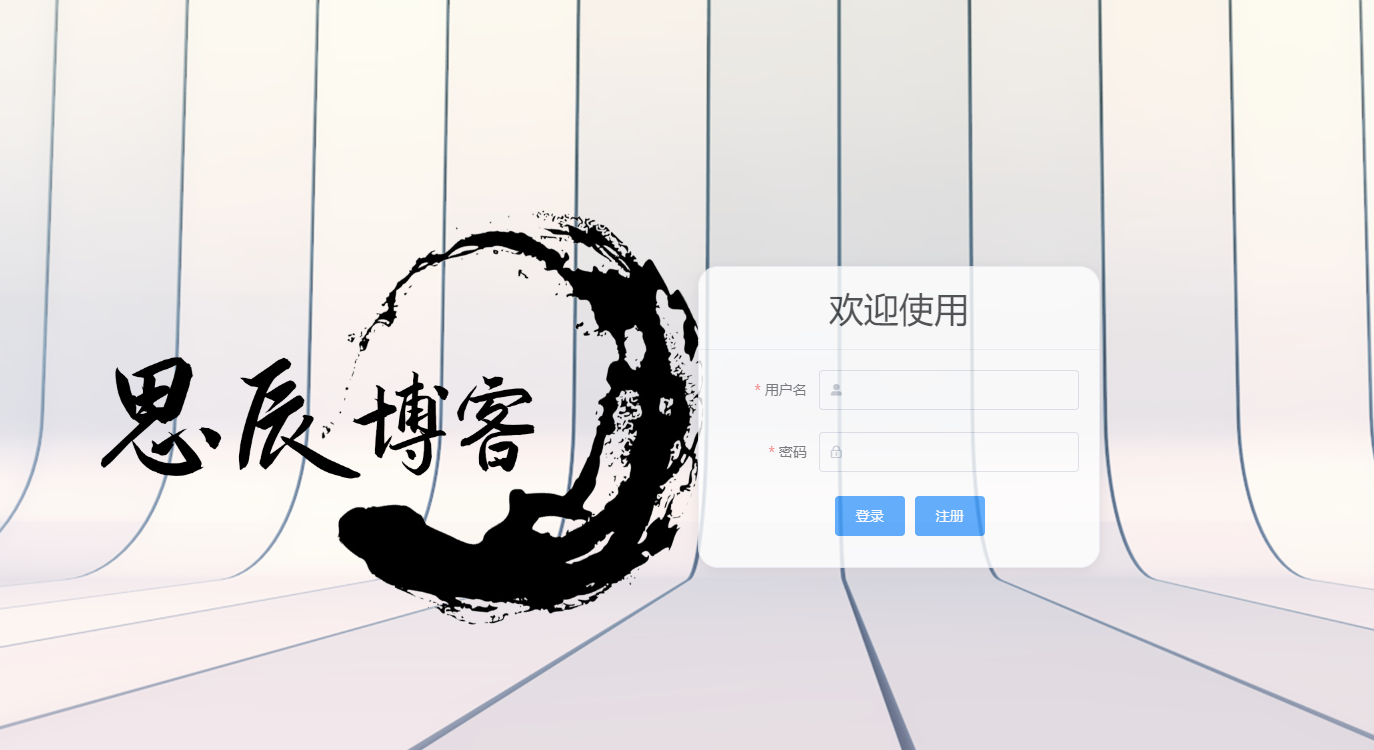 思辰博客
欢迎使用
* 用户名
* 密码
登录 注册